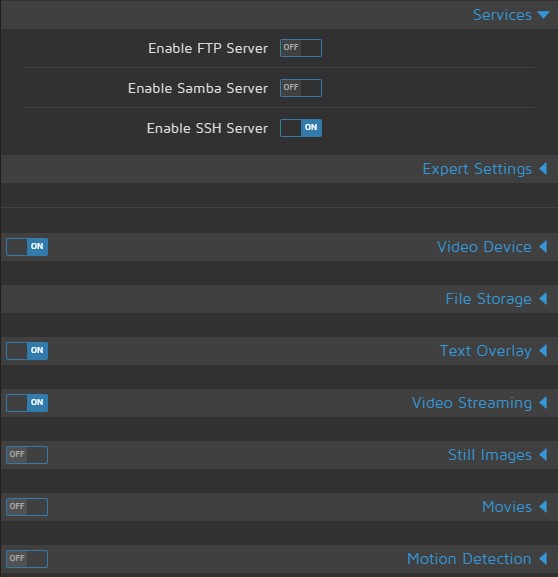 Services
Enable FTP Server OFF
Enable Samba Server OFF
Enable SSH Server ON
Expert Settings
ON Video Device
File Storage
ON Text Overlay
ON Video Streaming
OFF Still Images
OFF Movies
OFF Motion Detection